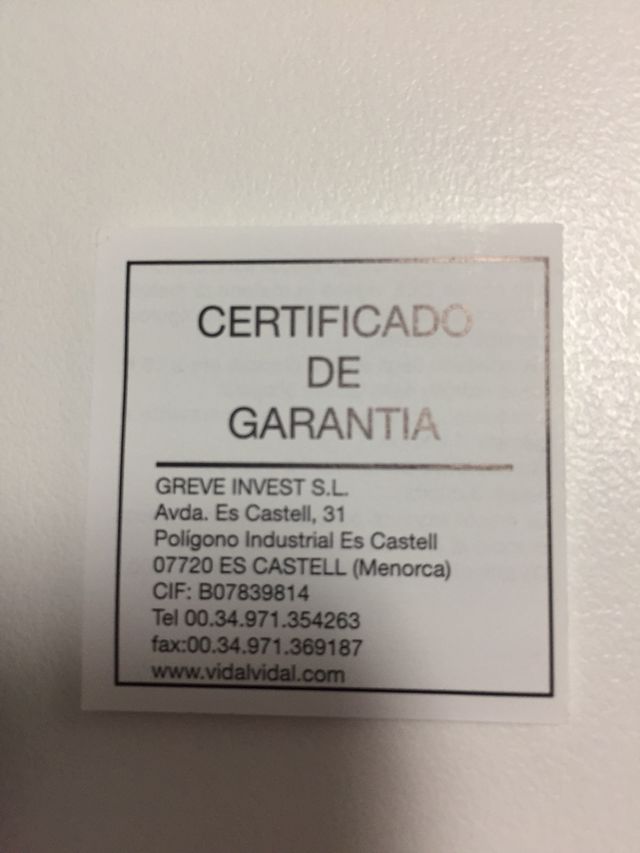 CERTIFICADO
DE
GARANTIA
GREVE INVEST S.L.
Avda. Es Castell, 31
Polígono Industrial Es Castell
07720 ES CASTELL (Menorca)
CIF: B07839814
Tel 00.34.971.354263
fax:00.34.971.369187
www.vidalvidal.com